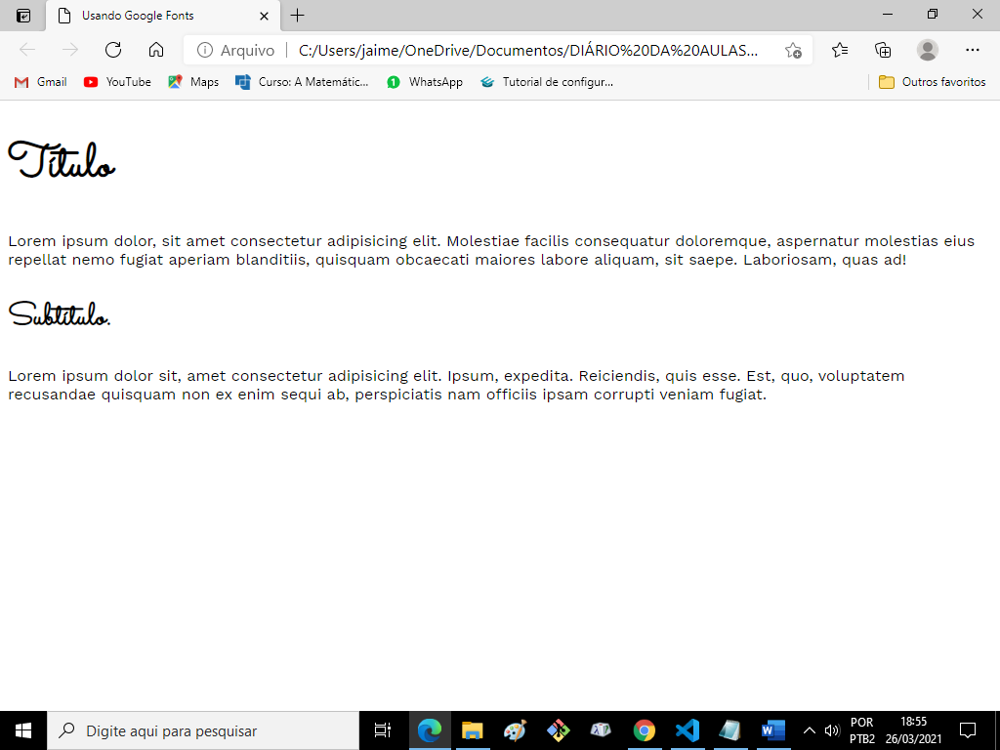 Usando Google Fonts
Arquivo C:/Users/jaime/OneDrive/Documentos/DIÁRIO%20DA%20AULAS...
Gmail YouTube Maps Curso: A Matemátic... 1 WhatsApp Tutorial de configur... Outros favoritos
Título
Lorem ipsum dolor, sit amet consectetur adipisicing elit. Molestiae facilis consequatur doloremque, aspernatur molestias eius
repellat nemo fugiat aperiam blanditiis, quisquam obcaecati maiores labore aliquam, sit saepe. Laboriosam, quas ad!
Subtítulo.
Lorem ipsum dolor sit, amet consectetur adipisicing elit. Ipsum, expedita. Reiciendis, quis esse. Est, quo, voluptatem
recusandae quisquam non ex enim sequi ab, perspiciatis nam officiis ipsam corrupti veniam fugiat.
Digite aqui para pesquisar
POR
PTB2
18:55
26/03/2021